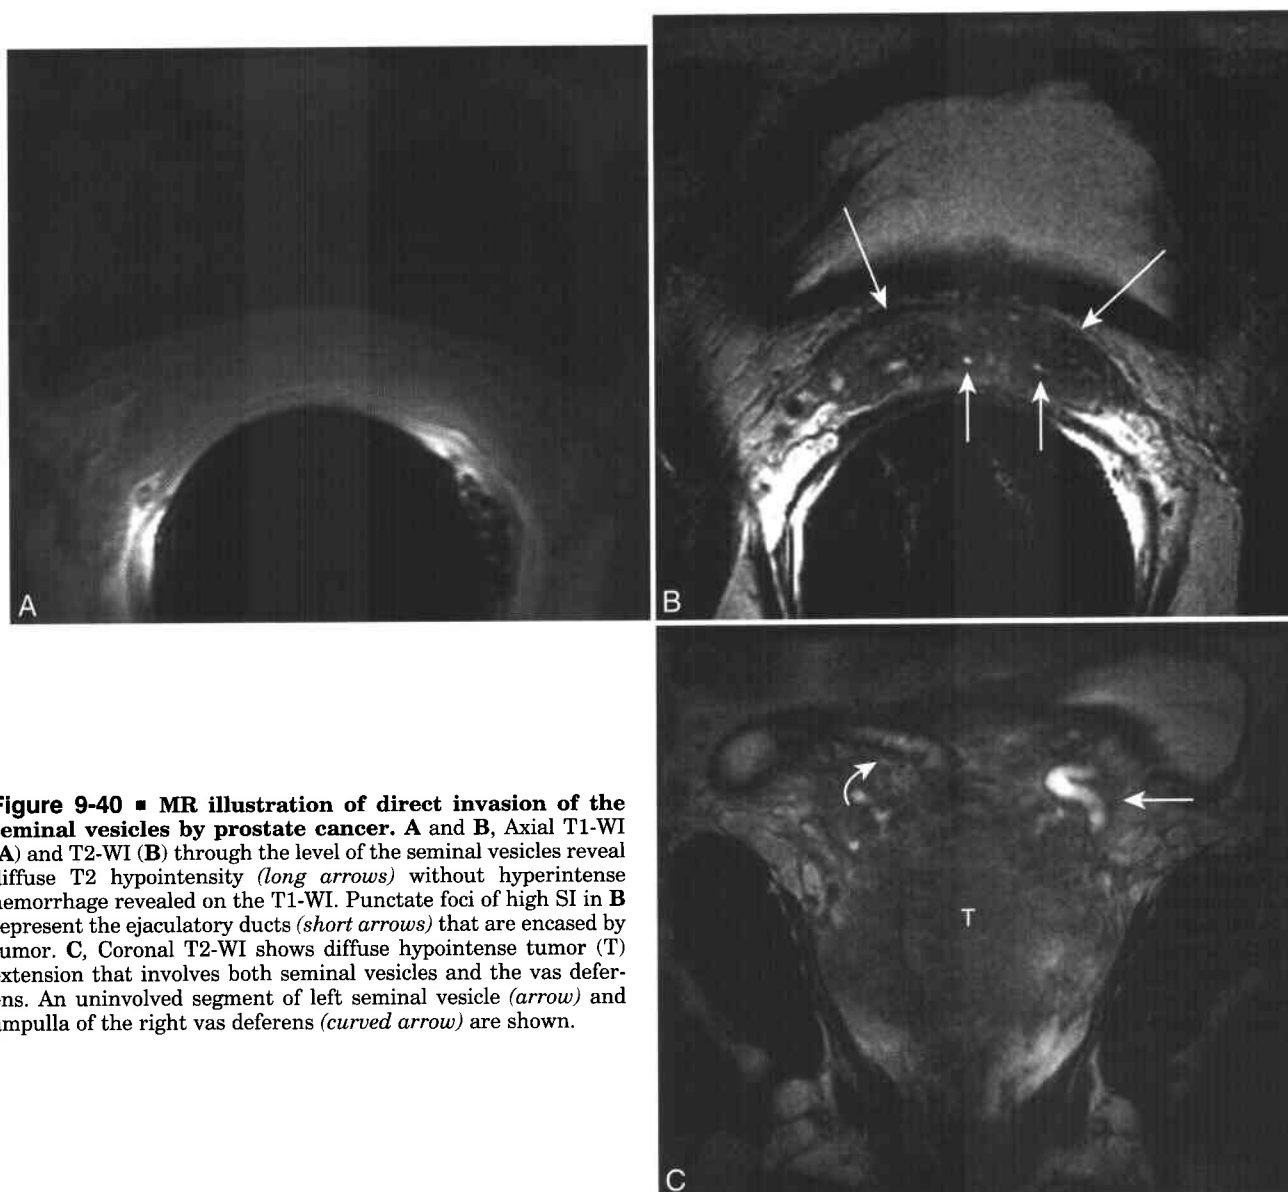 A
B
Figure 9-40 ■ MR illustration of direct invasion of the
seminal vesicles by prostate cancer. A and B, Axial T1-WI
(A) and T2-WI (B) through the level of the seminal vesicles reveal
diffuse T2 hypointensity (long arrows) without hyperintense
hemorrhage revealed on the T1-WI. Punctate foci of high SI in B
represent the ejaculatory ducts (short arrows) that are encased by
tumor. C, Coronal T2-WI shows diffuse hypointense tumor (T)
extension that involves both seminal vesicles and the vas defer-
ens. An uninvolved segment of left seminal vesicle (arrow) and
ampulla of the right vas deferens (curved arrow) are shown.
T
C